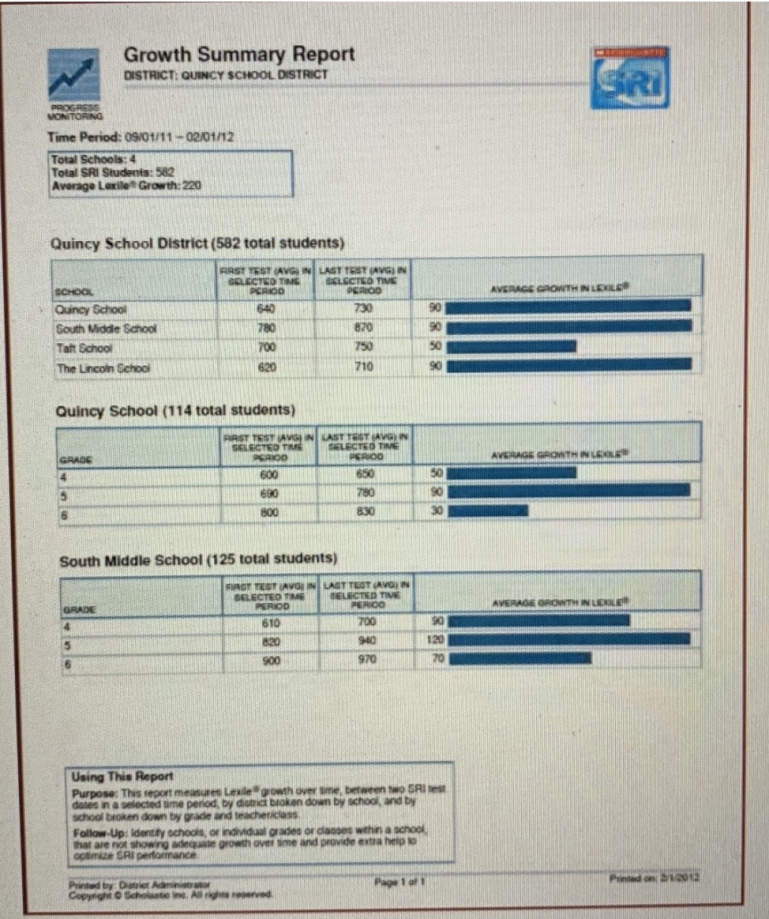 Growth Summary Report
DISTRICT: QUINCY SCHOOL DISTRICT
SRI
PROGRESS
MONITORING
Time Period: 09/01/11 – 02/01/12
Total Schools: 4
Total SRI Students: 582
Average Lexile® Growth: 220
Quincy School District (582 total students)
SCHOOL FIRST TEST (AVG) IN SELECTED TIME PERIOD LAST TEST (AVG) IN SELECTED TIME PERIOD AVERAGE GROWTH IN LEXILE®
Quincy School 640 730 90
South Middle School 780 870 90
Taft School 700 750 50
The Lincoln School 620 710 90
Quincy School (114 total students)
GRADE FIRST TEST (AVG) IN SELECTED TIME PERIOD LAST TEST (AVG) IN SELECTED TIME PERIOD AVERAGE GROWTH IN LEXILE®
4 600 650 50
5 690 780 90
6 800 830 30
South Middle School (125 total students)
GRADE FIRST TEST (AVG) IN SELECTED TIME PERIOD LAST TEST (AVG) IN SELECTED TIME PERIOD AVERAGE GROWTH IN LEXILE®
4 610 700 90
5 820 940 120
6 900 970 70
Using This Report
Purpose: This report measures Lexile® growth over time, between two SRI test
dates in a selected time period, by district broken down by school, and by
school broken down by grade and teacher/class.
Follow-Up: Identify schools, or individual grades or classes within a school,
that are not showing adequate growth over time and provide extra help to
optimize SRI performance.
Printed by: District Administrator
Copyright © Scholastic Inc. All rights reserved.
Page 1 of 1
Printed on: 2/1/2012